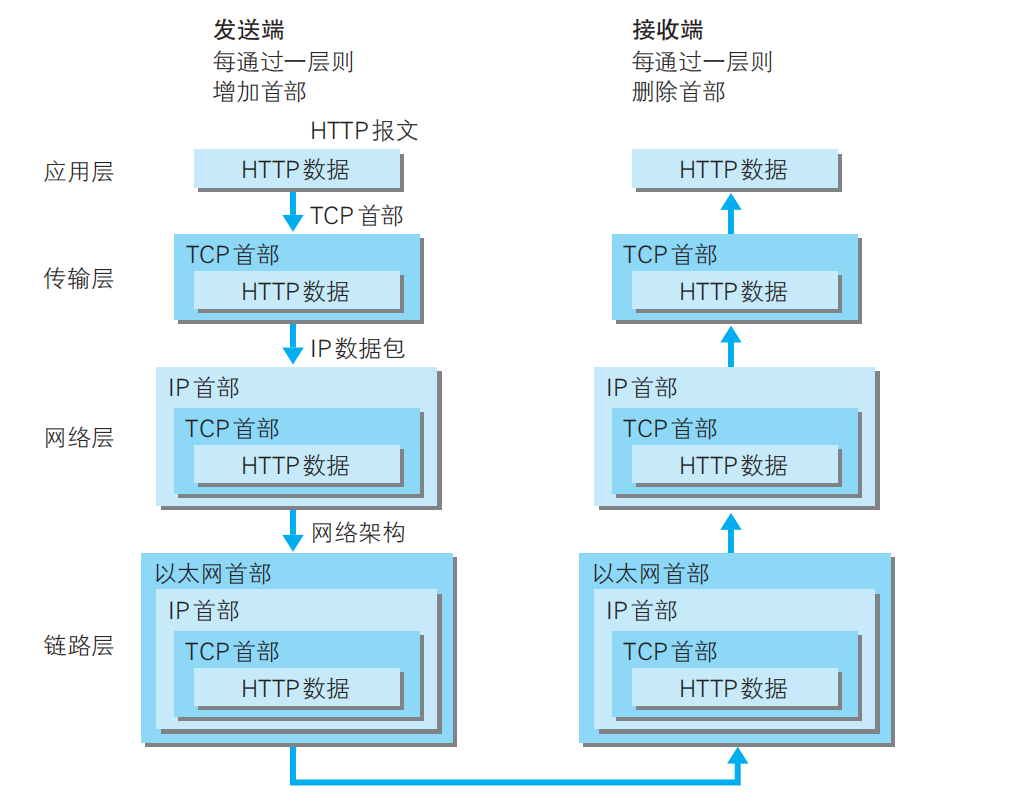 发送端
每通过一层则
增加首部
接收端
每通过一层则
删除首部
HTTP 报文
应用层
HTTP 数据
HTTP 数据
TCP 首部
传输层
TCP 首部
HTTP 数据
TCP 首部
HTTP 数据
IP 数据包
网络层
IP 首部
TCP 首部
HTTP 数据
IP 首部
TCP 首部
HTTP 数据
网络架构
链路层
以太网首部
IP 首部
TCP 首部
HTTP 数据
以太网首部
IP 首部
TCP 首部
HTTP 数据